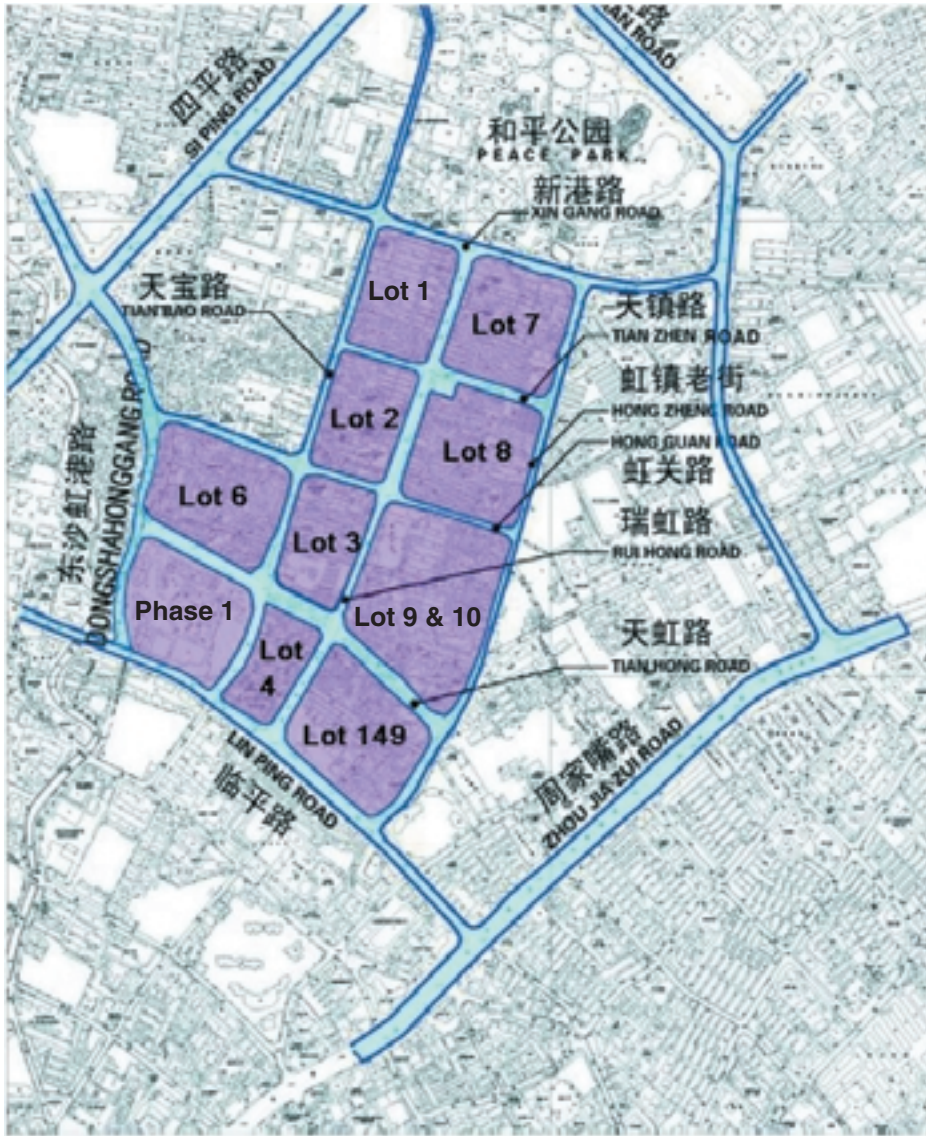 路
AN ROAD
四平路
SI PING ROAD
和平公园
PEACE PARK
新港路
XIN GANG ROAD
天宝路
TIAN BAO ROAD
Lot 1
Lot 7
天镇路
TIAN ZHEN ROAD
虹镇老街
HONG ZHENG ROAD
Lot 2
Lot 8
HONG GUAN ROAD
虹关路
东沙虹港路
DONGSHAHONGGANG ROAD
Lot 6
Lot 3
瑞虹路
RUI HONG ROAD
Phase 1
Lot 9 & 10
天虹路
TIAN HONG ROAD
Lot
4
Lot 149
LIN PING ROAD
临平路
周家嘴路
ZHOU JIA ZUI ROAD